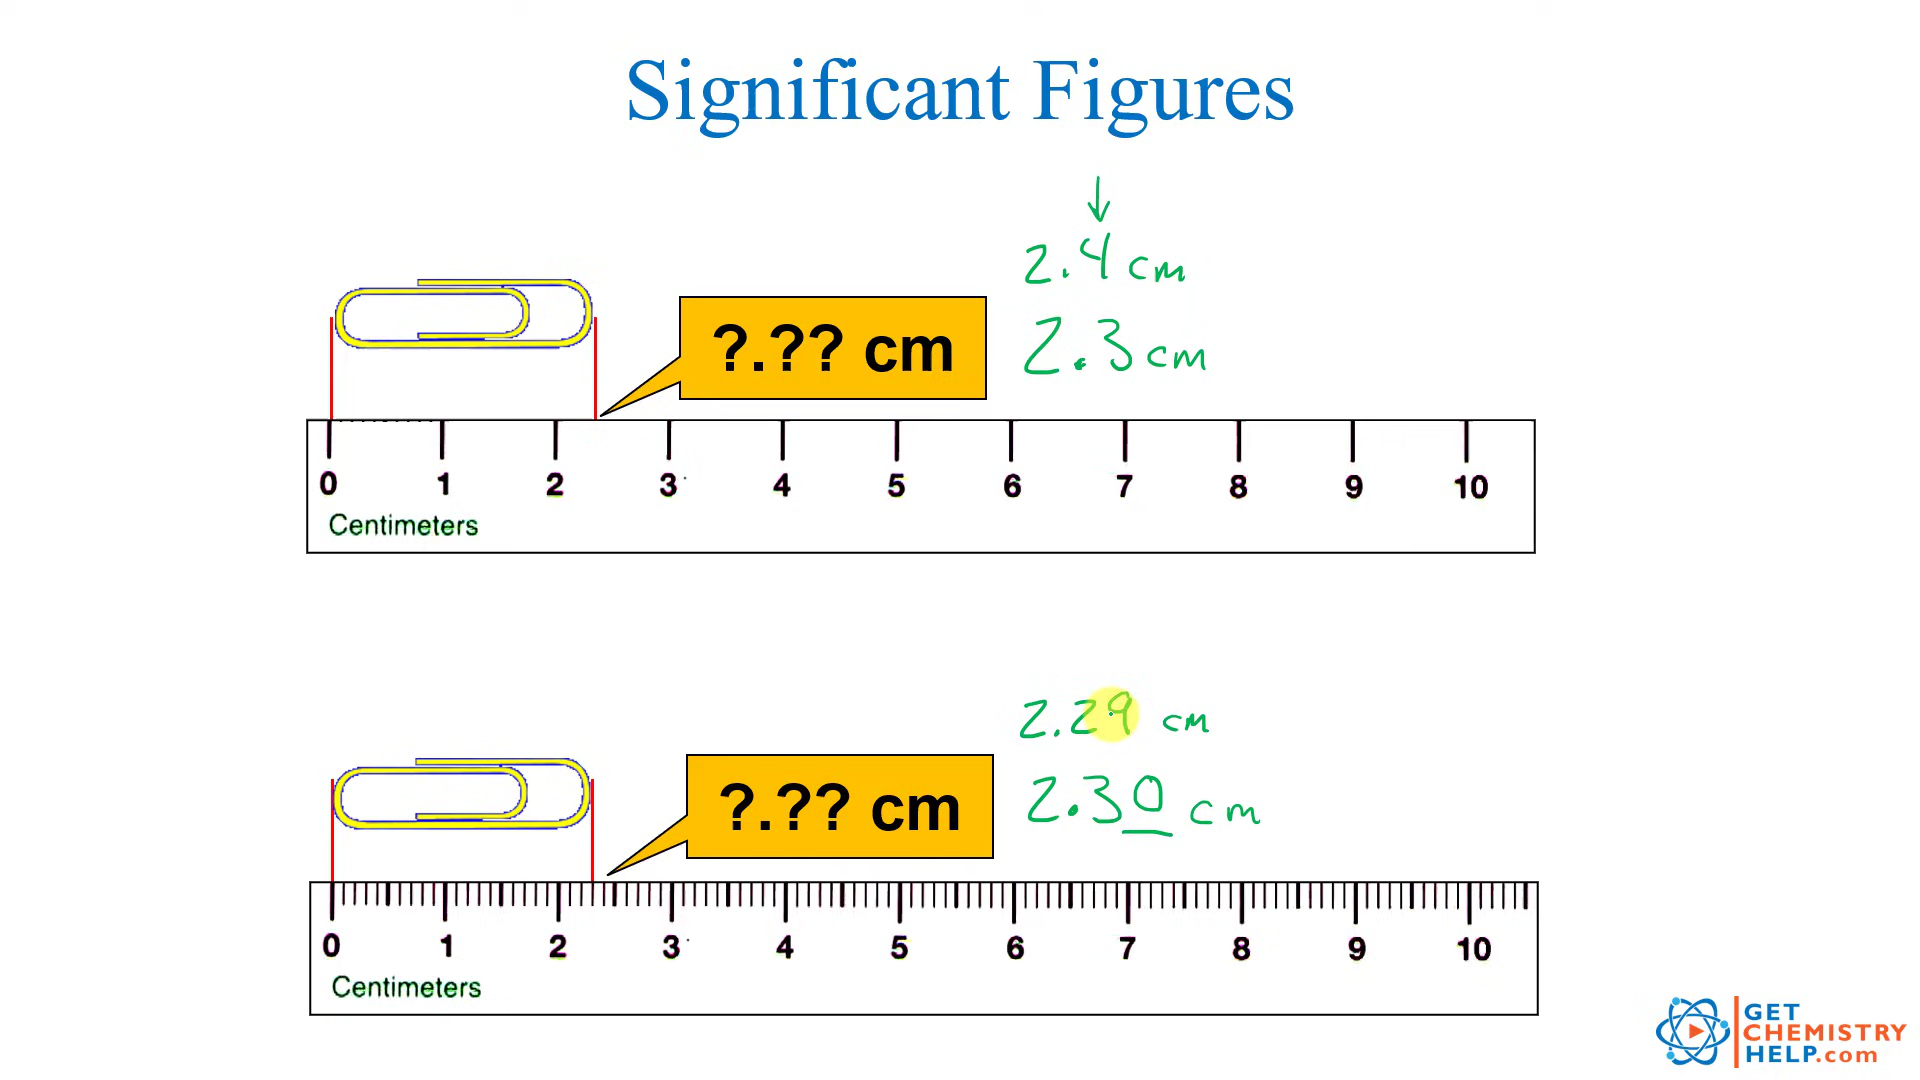 Significant Figures
2.4 cm
?.?? cm
2.3 cm
0 1 2 3 4 5 6 7 8 9 10
Centimeters
2.29 cm
?.?? cm
2.30 cm
0 1 2 3 4 5 6 7 8 9 10
Centimeters
GET
CHEMISTRY
HELP.com